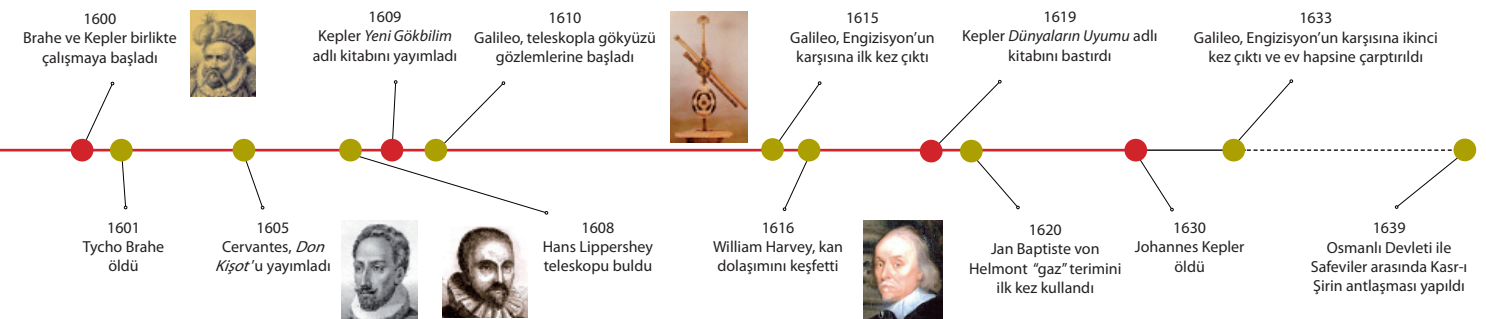 1600
Brahe ve Kepler birlikte
çalışmaya başladı
1609
Kepler Yeni Gökbilim
adlı kitabını yayımladı
1610
Galileo, teleskopla gökyüzü
gözlemlerine başladı
1615
Galileo, Engizisyon’un
karşısına ilk kez çıktı
1619
Kepler Dünyaların Uyumu adlı
kitabını bastırdı
1633
Galileo, Engizisyon’un karşısına ikinci
kez çıktı ve ev hapsine çarptırıldı
1601
Tycho Brahe
öldü
1605
Cervantes, Don
Kişot’u yayımladı
1608
Hans Lippershey
teleskopu buldu
1616
William Harvey, kan
dolaşımını keşfetti
1620
Jan Baptiste von
Helmont “gaz” terimini
ilk kez kullandı
1630
Johannes Kepler
öldü
1639
Osmanlı Devleti ile
Safeviler arasında Kasr-ı
Şirin antlaşması yapıldı